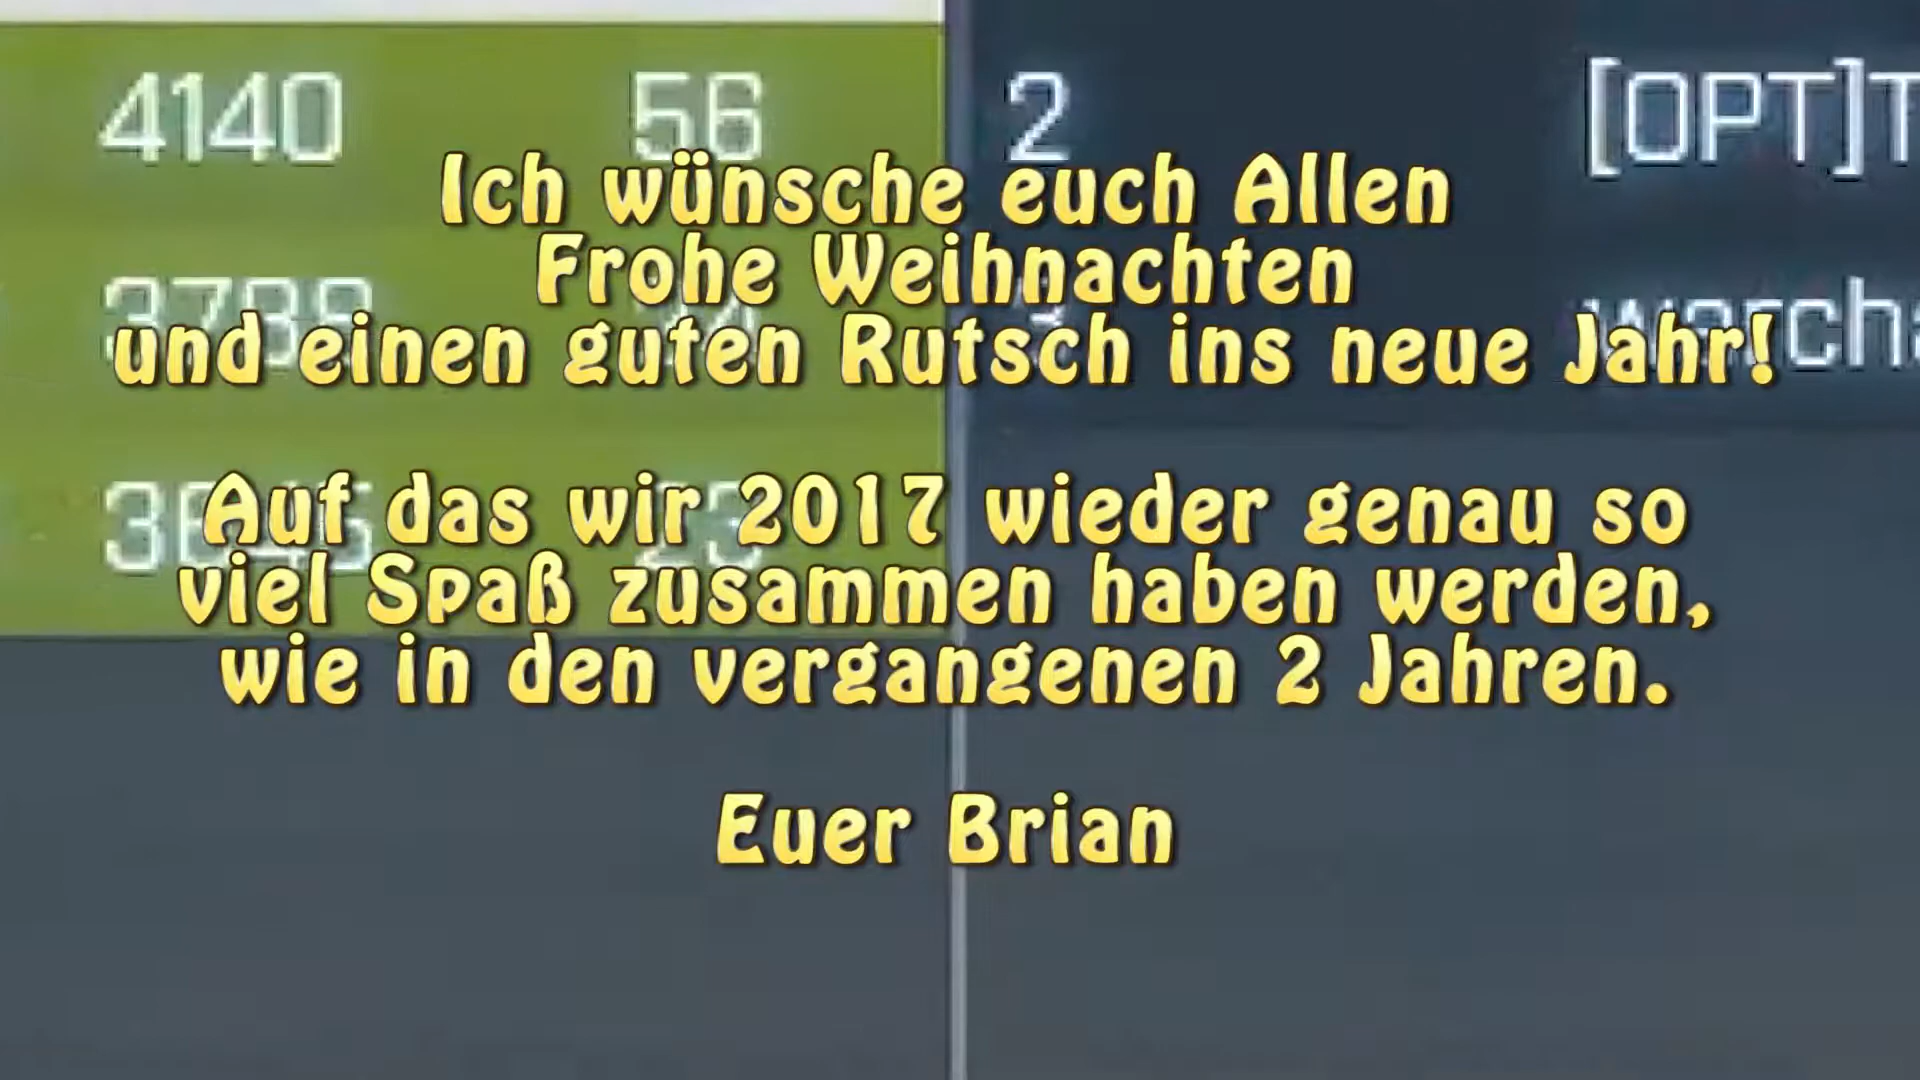 4140 56 2 [OPT]T
Ich wünsche euch Allen
Frohe Weihnachten
und einen guten Rutsch ins neue Jahr!
Auf das wir 2017 wieder genau so
viel Spaß zusammen haben werden,
wie in den vergangenen 2 Jahren.
Euer Brian